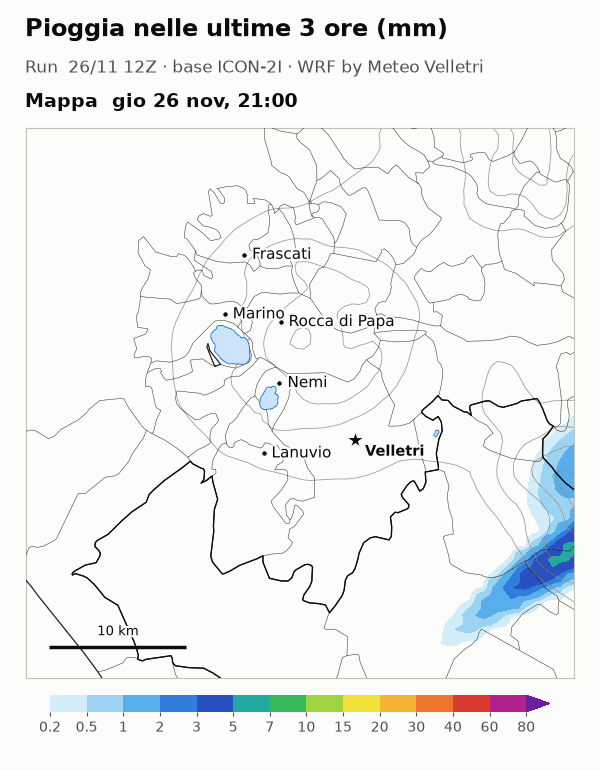 Pioggia nelle ultime 3 ore (mm)
Run  26/11 12Z · base ICON-2I · WRF by Meteo Velletri
Mappa  gio 26 nov, 21:00
Frascati
Marino
Rocca di Papa
Nemi
Velletri
Lanuvio
10 km
0.2 0.5 1 2 3 5 7 10 15 20 30 40 60 80